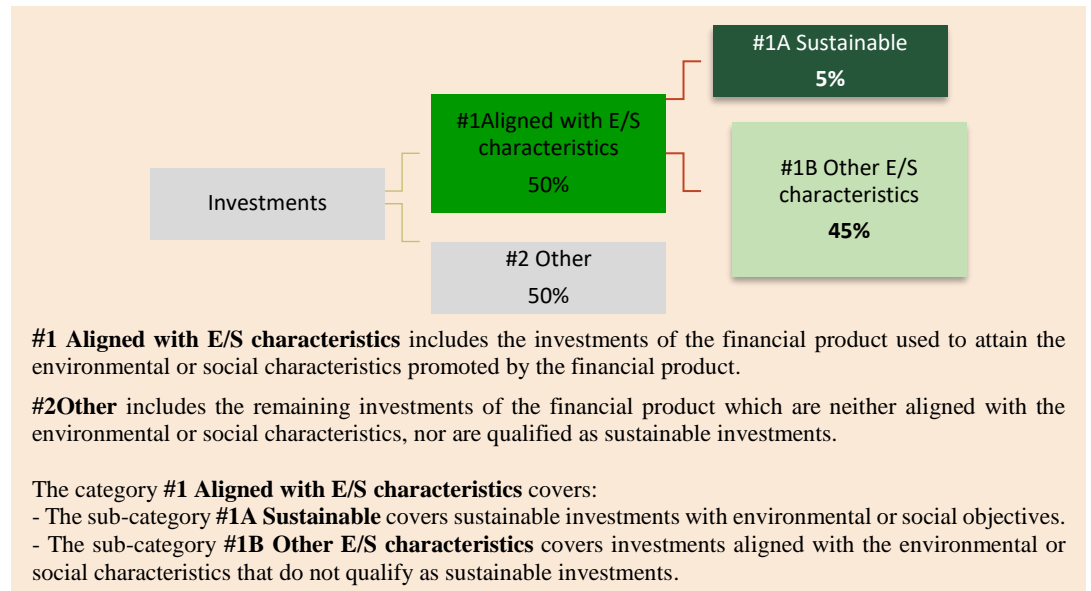 #1A Sustainable
5%
#1Aligned with E/S
characteristics
50%
#1B Other E/S
characteristics
45%
Investments
#2 Other
50%
#1 Aligned with E/S characteristics includes the investments of the financial product used to attain the
environmental or social characteristics promoted by the financial product.
#2Other includes the remaining investments of the financial product which are neither aligned with the
environmental or social characteristics, nor are qualified as sustainable investments.
The category #1 Aligned with E/S characteristics covers:
- The sub-category #1A Sustainable covers sustainable investments with environmental or social objectives.
- The sub-category #1B Other E/S characteristics covers investments aligned with the environmental or
social characteristics that do not qualify as sustainable investments.